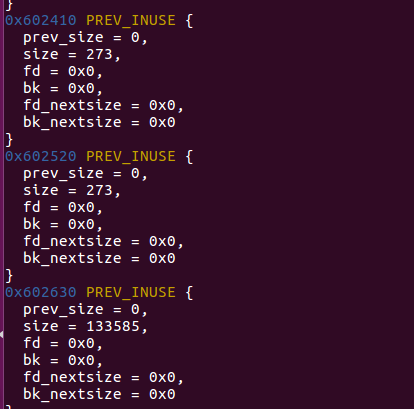 }
0x602410 PREV_INUSE {
  prev_size = 0,
  size = 273,
  fd = 0x0,
  bk = 0x0,
  fd_nextsize = 0x0,
  bk_nextsize = 0x0
}
0x602520 PREV_INUSE {
  prev_size = 0,
  size = 273,
  fd = 0x0,
  bk = 0x0,
  fd_nextsize = 0x0,
  bk_nextsize = 0x0
}
0x602630 PREV_INUSE {
  prev_size = 0,
  size = 133585,
  fd = 0x0,
  bk = 0x0,
  fd_nextsize = 0x0,
  bk_nextsize = 0x0
}